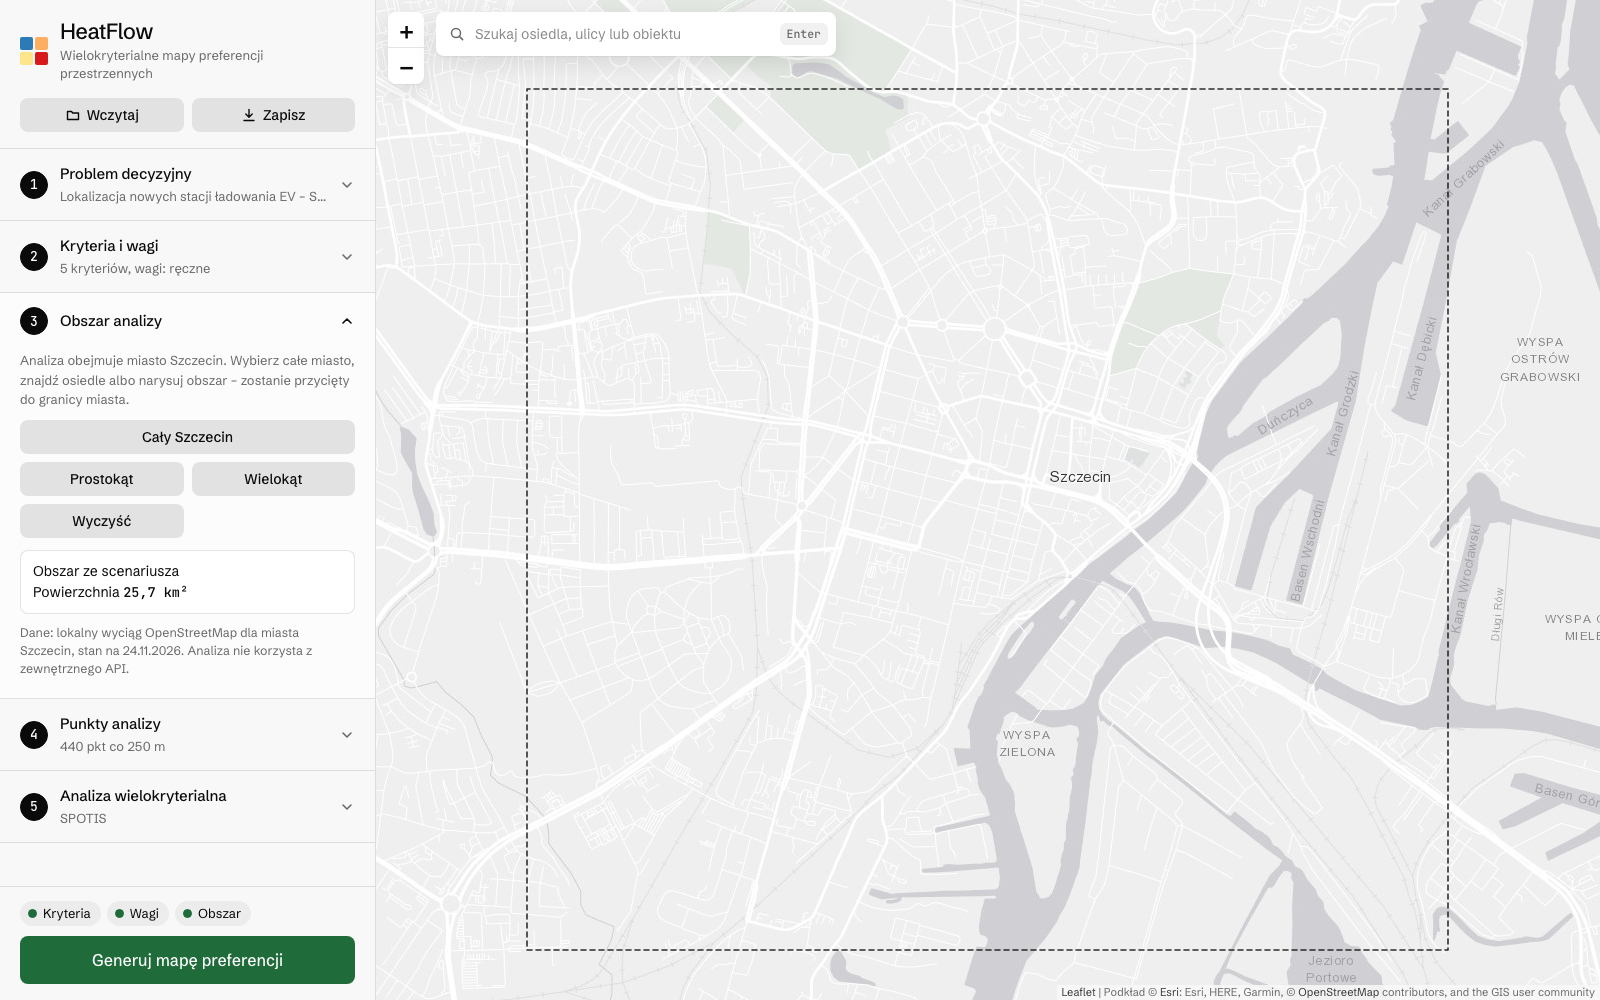 HeatFlow
Wielokryterialne mapy preferencji
przestrzennych
Wczytaj
Zapisz
1
Problem decyzyjny
Lokalizacja nowych stacji ładowania EV – S...
2
Kryteria i wagi
5 kryteriów, wagi: ręczne
3
Obszar analizy
Analiza obejmuje miasto Szczecin. Wybierz całe miasto,
znajdź osiedle albo narysuj obszar – zostanie przycięty
do granicy miasta.
Cały Szczecin
Prostokąt
Wielokąt
Wyczyść
Obszar ze scenariusza
Powierzchnia 25,7 km²
Dane: lokalny wyciąg OpenStreetMap dla miasta
Szczecin, stan na 24.11.2026. Analiza nie korzysta z
zewnętrznego API.
4
Punkty analizy
440 pkt co 250 m
5
Analiza wielokryterialna
SPOTIS
Kryteria
Wagi
Obszar
Generuj mapę preferencji
+
−
Szukaj osiedla, ulicy lub obiektu
Enter
Kanał Grabowski
WYSPA
OSTRÓW
GRABOWSKI
Kanał Dębicki
Kanał Grodzki
Duńczyca
Szczecin
Basen Wschodni
Kanał Wrocławski
Długi Rów
WYSPA G
MIELE
WYSPA
ZIELONA
Basen Gór
Jezioro
Portowe
Leaflet | Podkład © Esri: Esri, HERE, Garmin, © OpenStreetMap contributors, and the GIS user community